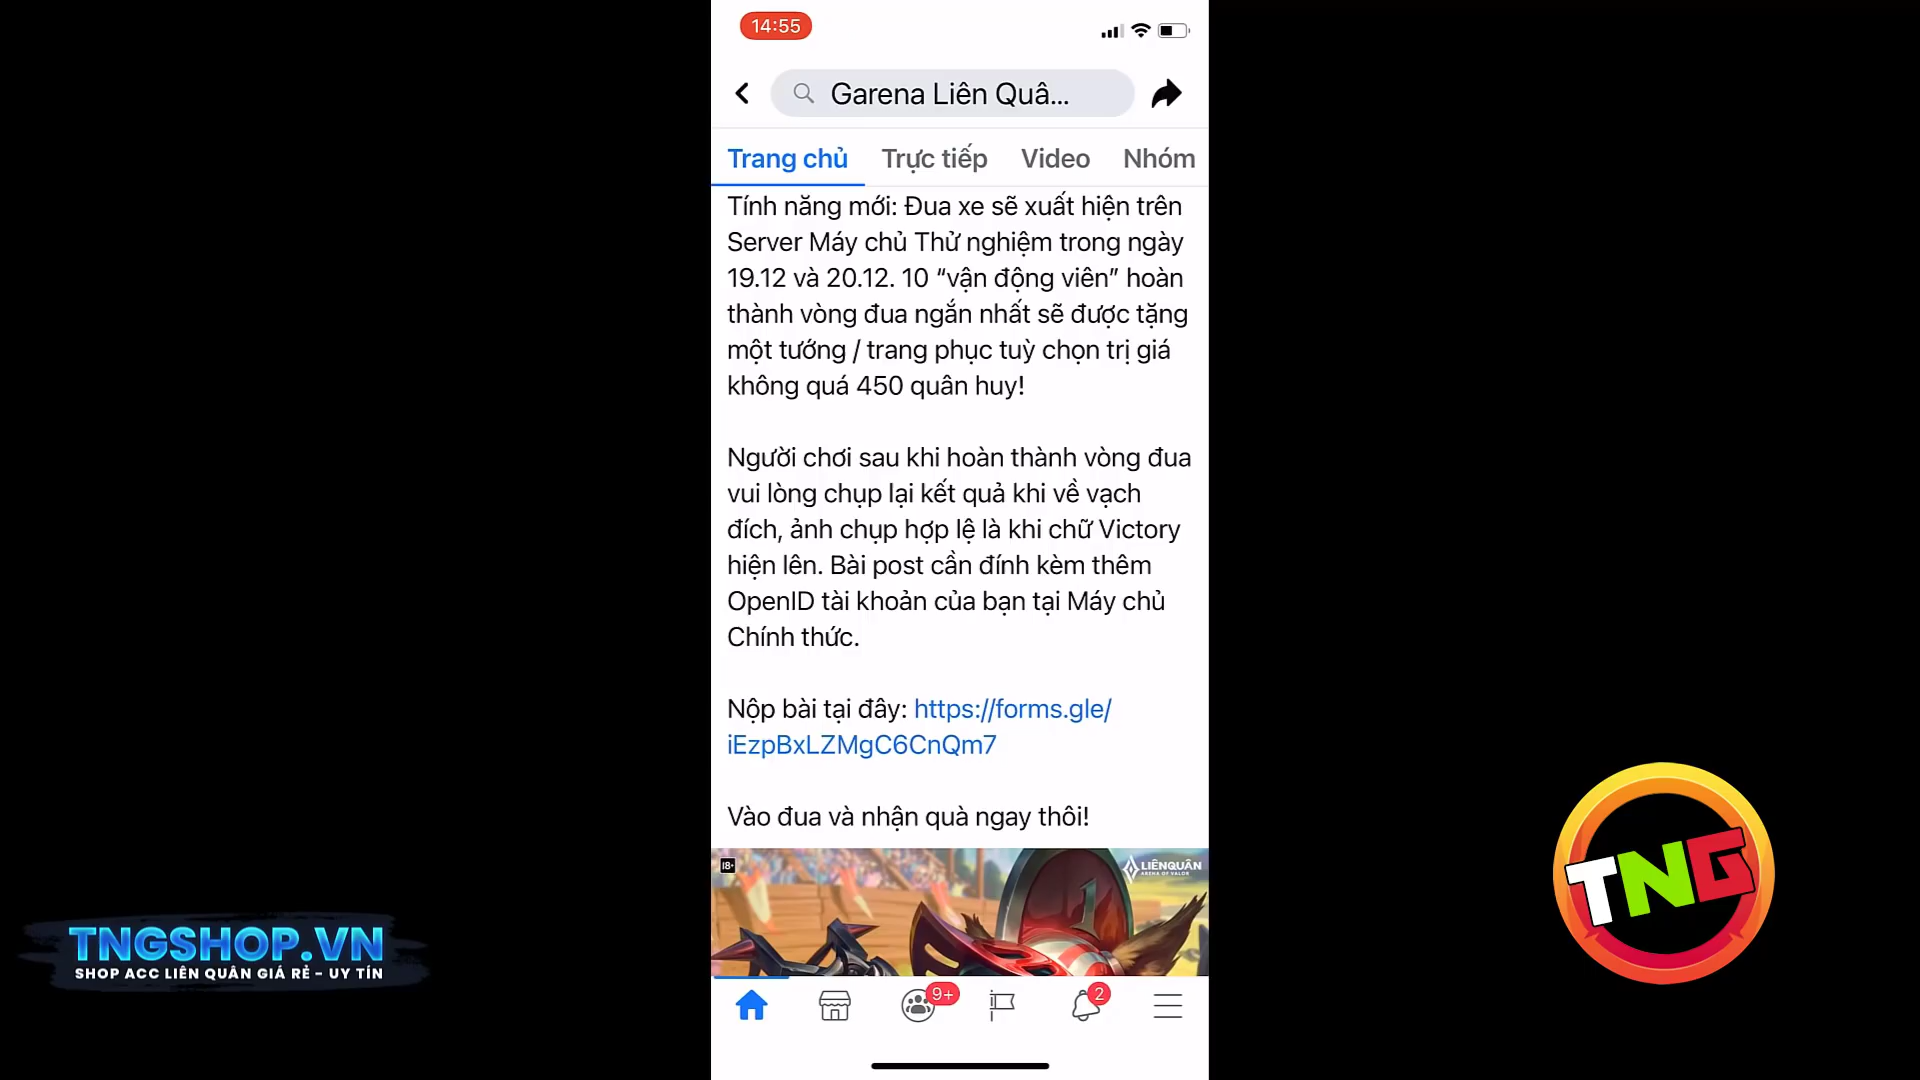 14:55
Garena Liên Quâ...
Trang chủ
Trực tiếp
Video
Nhóm
Tính năng mới: Đua xe sẽ xuất hiện trên
Server Máy chủ Thử nghiệm trong ngày
19.12 và 20.12. 10 “vận động viên” hoàn
thành vòng đua ngắn nhất sẽ được tặng
một tướng / trang phục tuỳ chọn trị giá
không quá 450 quân huy!
Người chơi sau khi hoàn thành vòng đua
vui lòng chụp lại kết quả khi về vạch
đích, ảnh chụp hợp lệ là khi chữ Victory
hiện lên. Bài post cần đính kèm thêm
OpenID tài khoản của bạn tại Máy chủ
Chính thức.
Nộp bài tại đây: https://forms.gle/
iEzpBxLZMgC6CnQm7
Vào đua và nhận quà ngay thôi!
18+
LIÊNQUÂN
ARENA OF VALOR
1
TNG
TNGSHOP.VN
SHOP ACC LIÊN QUÂN GIÁ RẺ - UY TÍN
9+
2